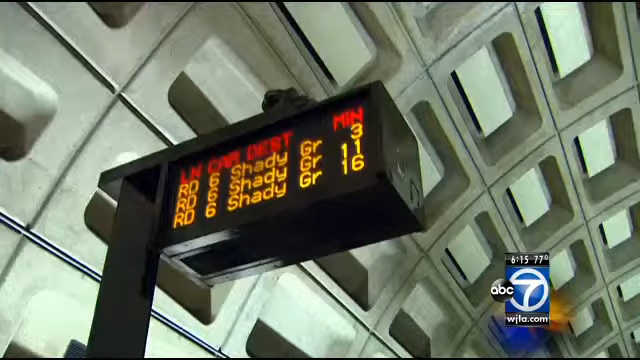 LN CAR DEST MIN
RD 6 Shady Gr 3
RD 6 Shady Gr 11
RD 6 Shady Gr 16
6:15 77°
abc 7
wjla.com